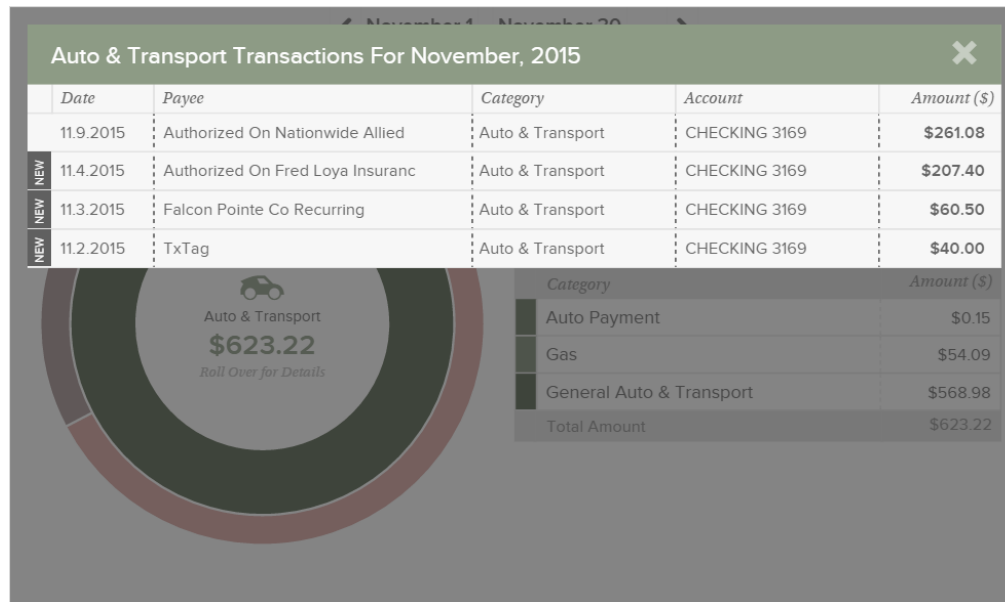 November 1 - November 30
Auto & Transport Transactions For November, 2015
Date Payee Category Account Amount ($)
11.9.2015 Authorized On Nationwide Allied Auto & Transport CHECKING 3169 $261.08
NEW 11.4.2015 Authorized On Fred Loya Insuranc Auto & Transport CHECKING 3169 $207.40
NEW 11.3.2015 Falcon Pointe Co Recurring Auto & Transport CHECKING 3169 $60.50
NEW 11.2.2015 TxTag Auto & Transport CHECKING 3169 $40.00
Auto & Transport
$623.22
Roll Over for Details
Category Amount ($)
Auto Payment $0.15
Gas $54.09
General Auto & Transport $568.98
Total Amount $623.22